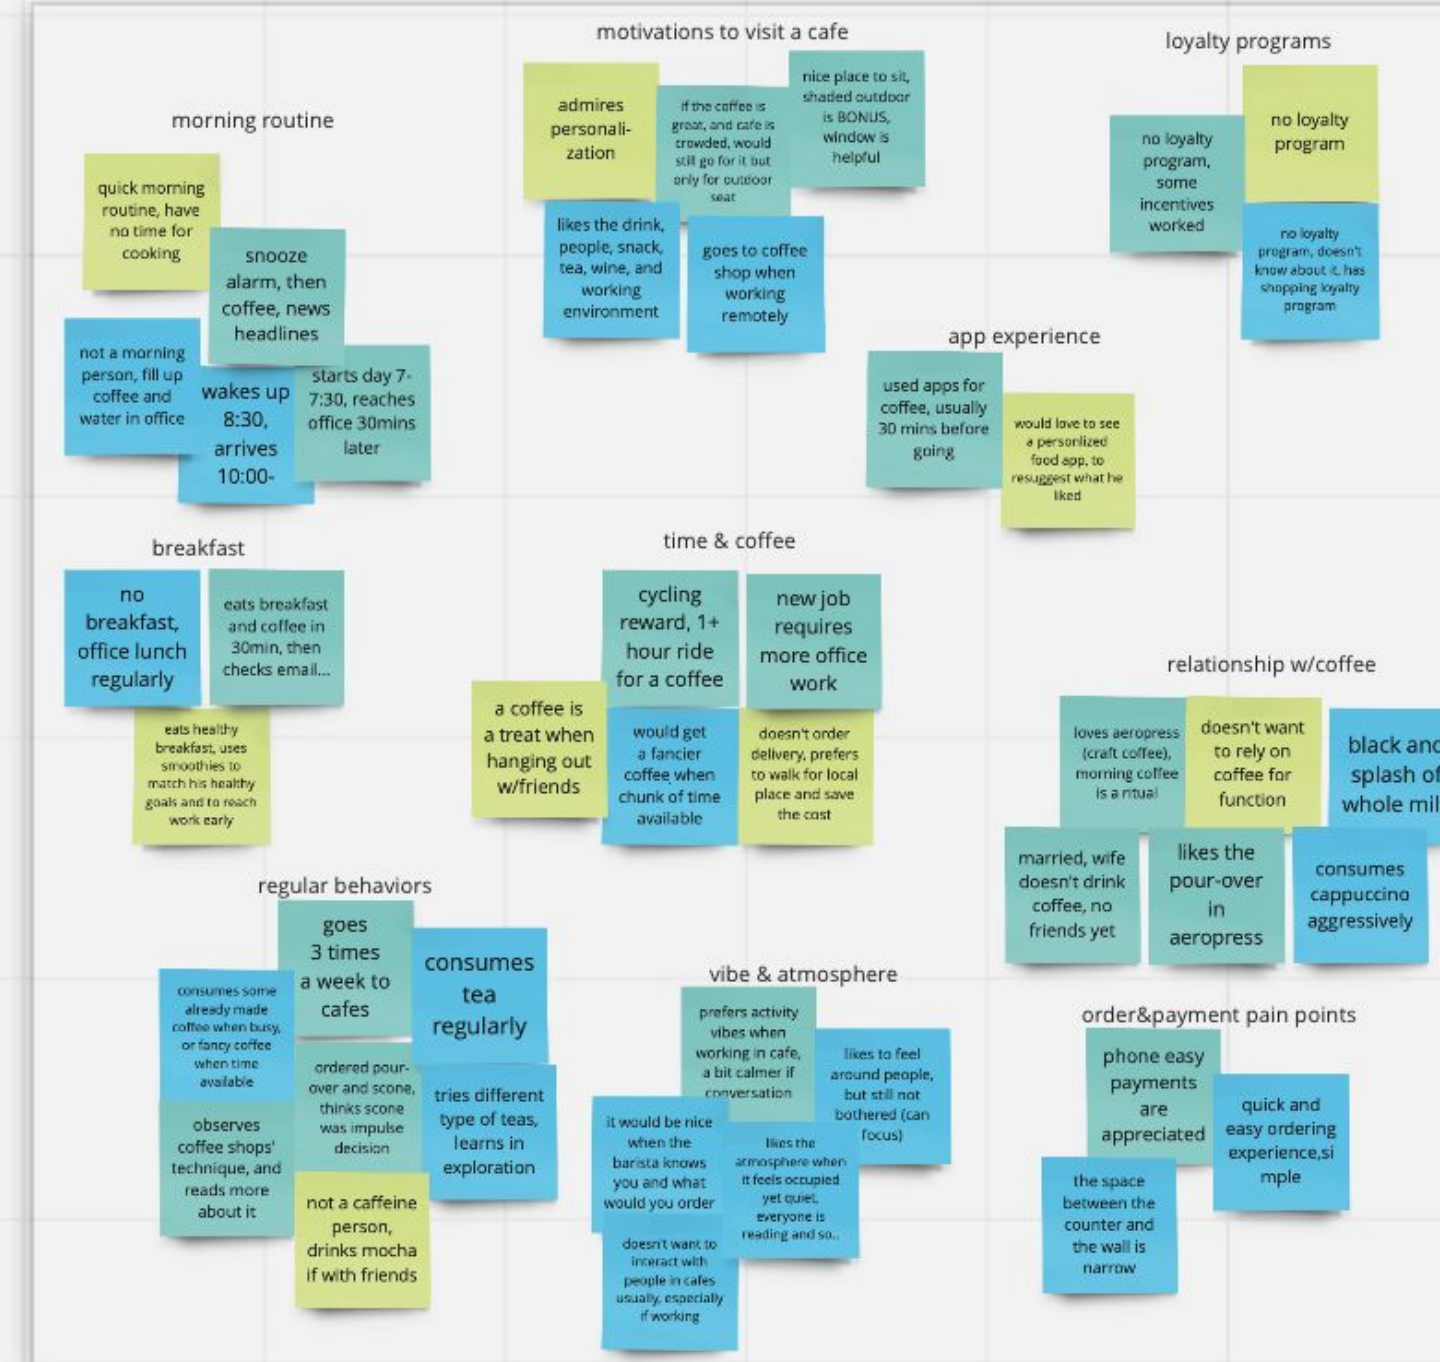 motivations to visit a cafe
admires
personali-
zation
if the coffee is
great, and cafe is
crowded, would
still go for it but
only for outdoor
seat
nice place to sit,
shaded outdoor
is BONUS,
window is
helpful
likes the drink,
people, snack,
tea, wine, and
working
environment
goes to coffee
shop when
working
remotely
loyalty programs
no loyalty
program,
some
incentives
worked
no loyalty
program
no loyalty
program, doesn't
know about it, has
shopping loyalty
program
morning routine
quick morning
routine, have
no time for
cooking
snooze
alarm, then
coffee, news
headlines
not a morning
person, fill up
coffee and
water in office
wakes up
8:30,
arrives
10:00-
starts day 7-
7:30, reaches
office 30mins
later
app experience
used apps for
coffee, usually
30 mins before
going
would love to see
a personlized
food app, to
resuggest what he
liked
breakfast
no
breakfast,
office lunch
regularly
eats breakfast
and coffee in
30min, then
checks email...
eats healthy
breakfast, uses
smoothies to
match his healthy
goals and to reach
work early
time & coffee
cycling
reward, 1+
hour ride
for a coffee
new job
requires
more office
work
a coffee is
a treat when
hanging out
w/friends
would get
a fancier
coffee when
chunk of time
available
doesn't order
delivery, prefers
to walk for local
place and save
the cost
relationship w/coffee
loves aeropress
(craft coffee),
morning coffee
is a ritual
doesn't want
to rely on
coffee for
function
black and
splash of
whole mil
married, wife
doesn't drink
coffee, no
friends yet
likes the
pour-over
in
aeropress
consumes
cappuccino
aggressively
regular behaviors
goes
3 times
a week to
cafes
consumes
tea
regularly
consumes some
already made
coffee when busy,
or fancy coffee
when time
available
ordered pour-
over and scone,
thinks scone
was impulse
decision
tries different
type of teas,
learns in
exploration
observes
coffee shops'
technique, and
reads more
about it
not a caffeine
person,
drinks mocha
if with friends
vibe & atmosphere
prefers activity
vibes when
working in cafe,
a bit calmer if
conversation
likes to feel
around people,
but still not
bothered (can
focus)
it would be nice
when the
barista knows
you and what
would you order
likes the
atmosphere when
it feels occupied
yet quiet,
everyone is
reading and so..
doesn't want to
interact with
people in cafes
usually, especially
if working
order&payment pain points
phone easy
payments
are
appreciated
quick and
easy ordering
experience,si
mple
the space
between the
counter and
the wall is
narrow